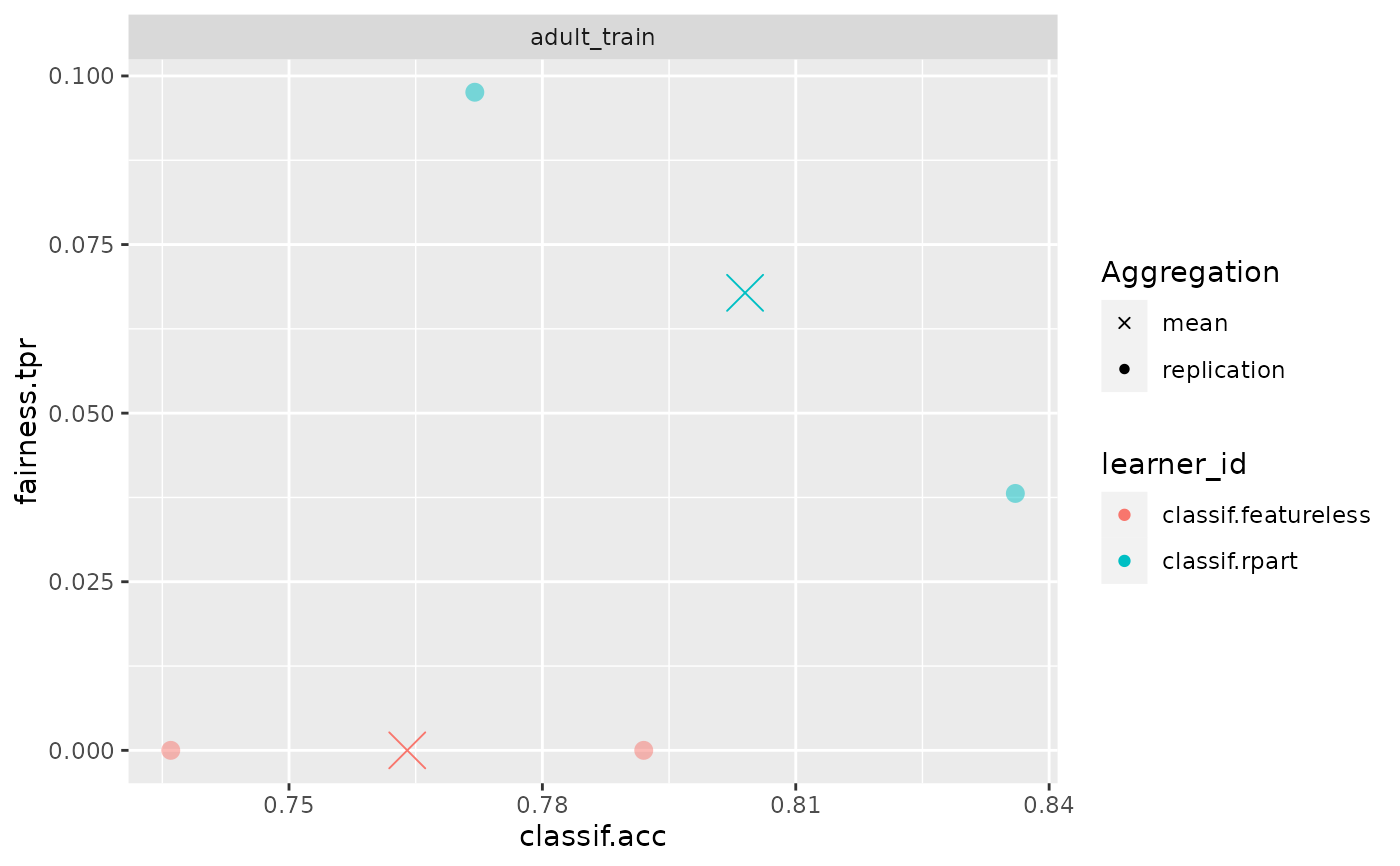 adult_train
0.100
0.075
0.050
0.025
0.000
fairness.tpr
0.75 0.78 0.81 0.84
classif.acc
Aggregation
mean
replication
learner_id
classif.featureless
classif.rpart